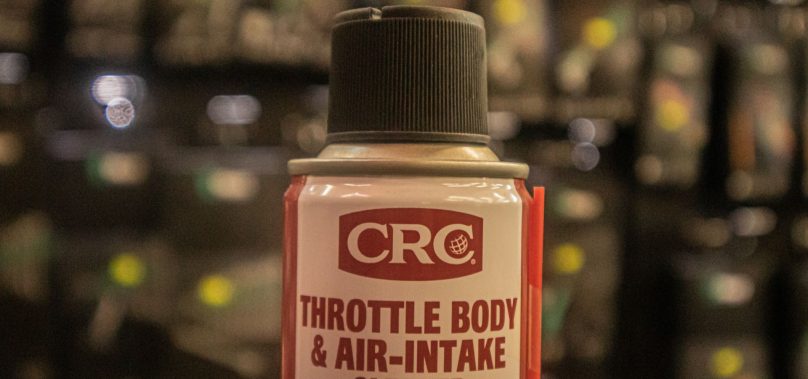 CRC
THROTTLE BODY
& AIR-INTAKE